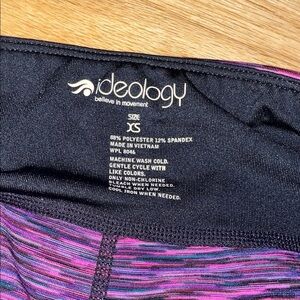 ideology
believe in movement
SIZE
XS
88% POLYESTER 12% SPANDEX
MADE IN VIETNAM
WPL 8046
MACHINE WASH COLD.
GENTLE CYCLE WITH
LIKE COLORS.
ONLY NON-CHLORINE
BLEACH WHEN NEEDED.
TUMBLE DRY LOW.
COOL IRON WHEN NEEDED.